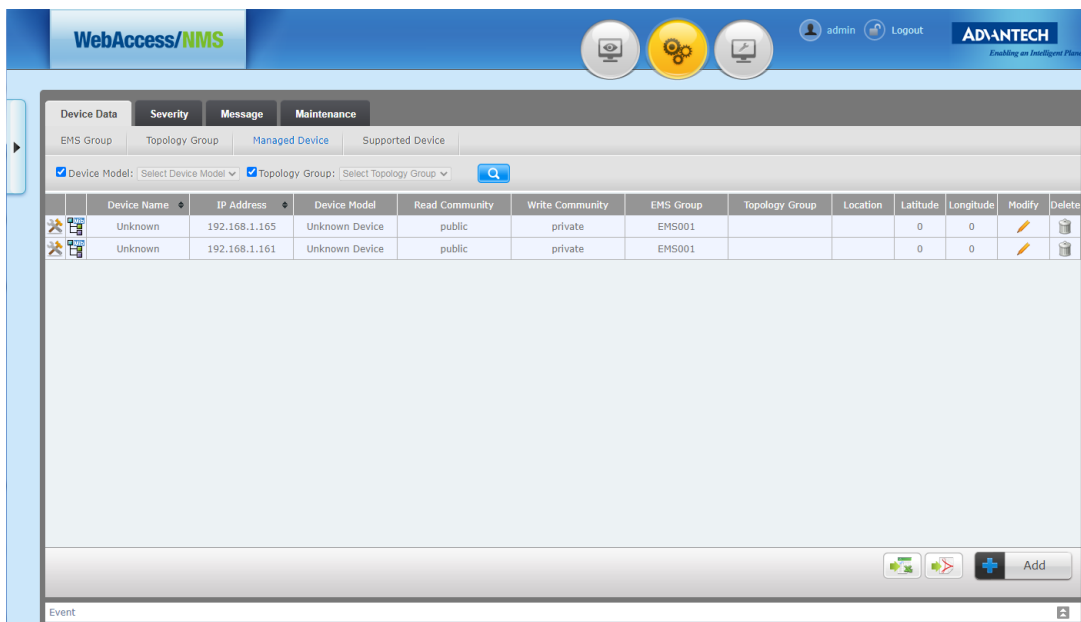 WebAccess/NMS
admin Logout
ADVANTECH
Enabling an Intelligent Plan
Device Data Severity Message Maintenance
EMS Group Topology Group Managed Device Supported Device
Device Model: Select Device Model Topology Group: Select Topology Group
Device Name IP Address Device Model Read Community Write Community EMS Group Topology Group Location Latitude Longitude Modify Delete
Unknown 192.168.1.165 Unknown Device public private EMS001 0 0
Unknown 192.168.1.161 Unknown Device public private EMS001 0 0
Add
Event